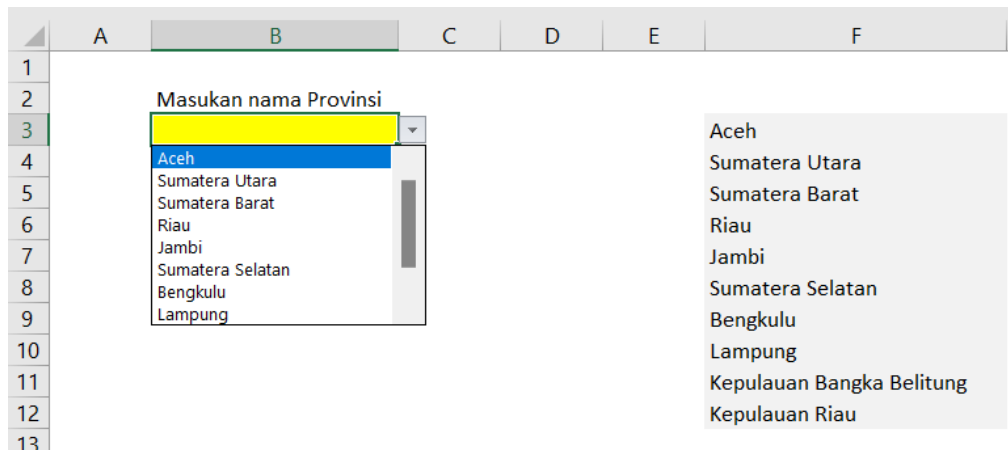 A B C D E F
1
2 Masukan nama Provinsi
3 Aceh
4 Aceh Sumatera Utara
5 Sumatera Utara Sumatera Barat
Sumatera Barat
6 Riau Riau
7 Jambi Jambi
8 Sumatera Selatan Sumatera Selatan
9 Bengkulu Bengkulu
Lampung
10 Lampung
11 Kepulauan Bangka Belitung
12 Kepulauan Riau
13